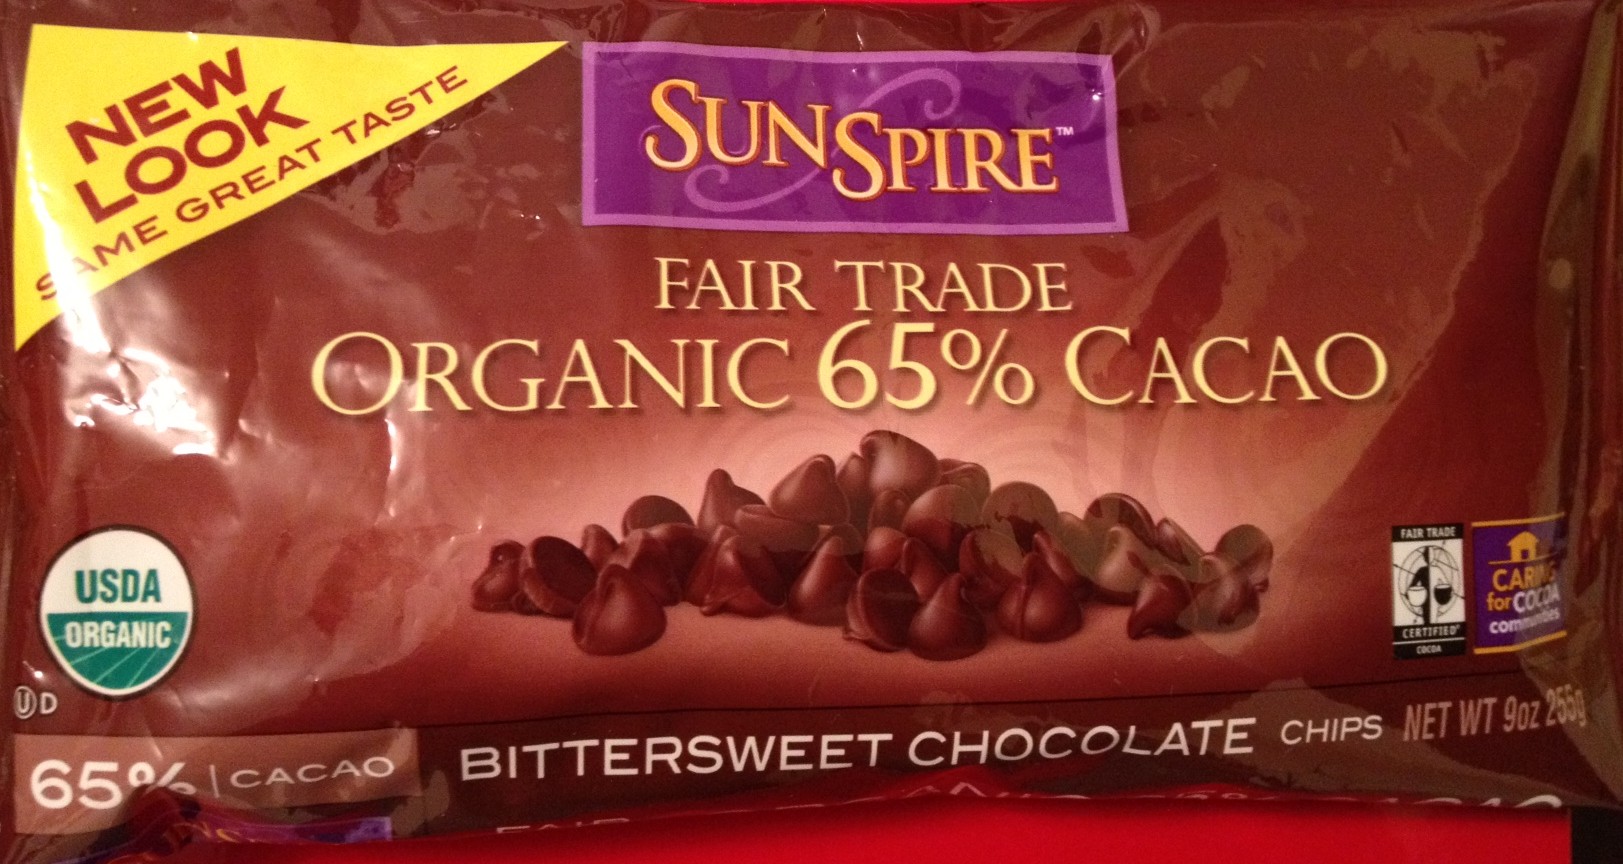 NEW
LOOK
SAME GREAT TASTE
SUNSPIRE™
FAIR TRADE
ORGANIC 65% CACAO
USDA
ORGANIC
FAIR TRADE
CERTIFIED
COCOA
CARING
for COCOA
communities
U D
65% | CACAO
BITTERSWEET CHOCOLATE CHIPS NET WT 9oz 255g